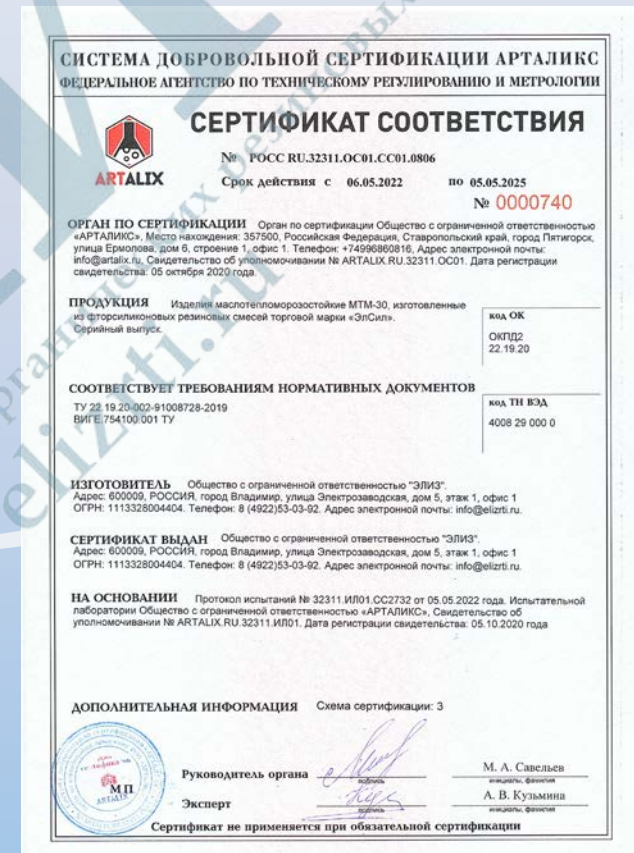 СИСТЕМА ДОБРОВОЛЬНОЙ СЕРТИФИКАЦИИ АРТАЛИКС
ФЕДЕРАЛЬНОЕ АГЕНТСТВО ПО ТЕХНИЧЕСКОМУ РЕГУЛИРОВАНИЮ И МЕТРОЛОГИИ
ARTALIX
СЕРТИФИКАТ СООТВЕТСТВИЯ
№ РОСС RU.32311.ОС01.СС01.0806
Срок действия с 06.05.2022 по 05.05.2025
№ 0000740
ОРГАН ПО СЕРТИФИКАЦИИ Орган по сертификации Общество с ограниченной ответственностью
«АРТАЛИКС», Место нахождения: 357500, Российская Федерация, Ставропольский край, город Пятигорск,
улица Ермолова, дом 6, строение 1, офис 1. Телефон: +74996860816, Адрес электронной почты:
info@artalix.ru, Свидетельство об уполномочивании № ARTALIX.RU.32311.ОС01. Дата регистрации
свидетельства: 05 октября 2020 года.
ПРОДУКЦИЯ Изделия маслотепломорозостойкие МТМ-30, изготовленные
из фторсиликоновых резиновых смесей торговой марки «ЭлСил».
Серийный выпуск.
код ОК
ОКПД2
22.19.20
СООТВЕТСТВУЕТ ТРЕБОВАНИЯМ НОРМАТИВНЫХ ДОКУМЕНТОВ
ТУ 22.19.20-002-91008728-2019
ВИГЕ.754100.001 ТУ
код ТН ВЭД
4008 29 000 0
ИЗГОТОВИТЕЛЬ Общество с ограниченной ответственностью "ЭЛИЗ".
Адрес: 600009, РОССИЯ, город Владимир, улица Электрозаводская, дом 5, этаж 1, офис 1
ОГРН: 1113328004404. Телефон: 8 (4922)53-03-92. Адрес электронной почты: info@elizrti.ru.
СЕРТИФИКАТ ВЫДАН Общество с ограниченной ответственностью "ЭЛИЗ".
Адрес: 600009, РОССИЯ, город Владимир, улица Электрозаводская, дом 5, этаж 1, офис 1
ОГРН: 1113328004404. Телефон: 8 (4922)53-03-92. Адрес электронной почты: info@elizrti.ru.
НА ОСНОВАНИИ Протокол испытаний № 32311.ИЛ01.СС2732 от 05.05.2022 года. Испытательной
лаборатории Общество с ограниченной ответственностью «АРТАЛИКС», Свидетельство об
уполномочивании № ARTALIX.RU.32311.ИЛ01. Дата регистрации свидетельства: 05.10.2020 года
ДОПОЛНИТЕЛЬНАЯ ИНФОРМАЦИЯ Схема сертификации: 3
МП
ARTALIX
Руководитель органа
подпись
М. А. Савельев
инициалы, фамилия
Эксперт
подпись
А. В. Кузьмина
инициалы, фамилия
Сертификат не применяется при обязательной сертификации
резиновых
elizrti.ru